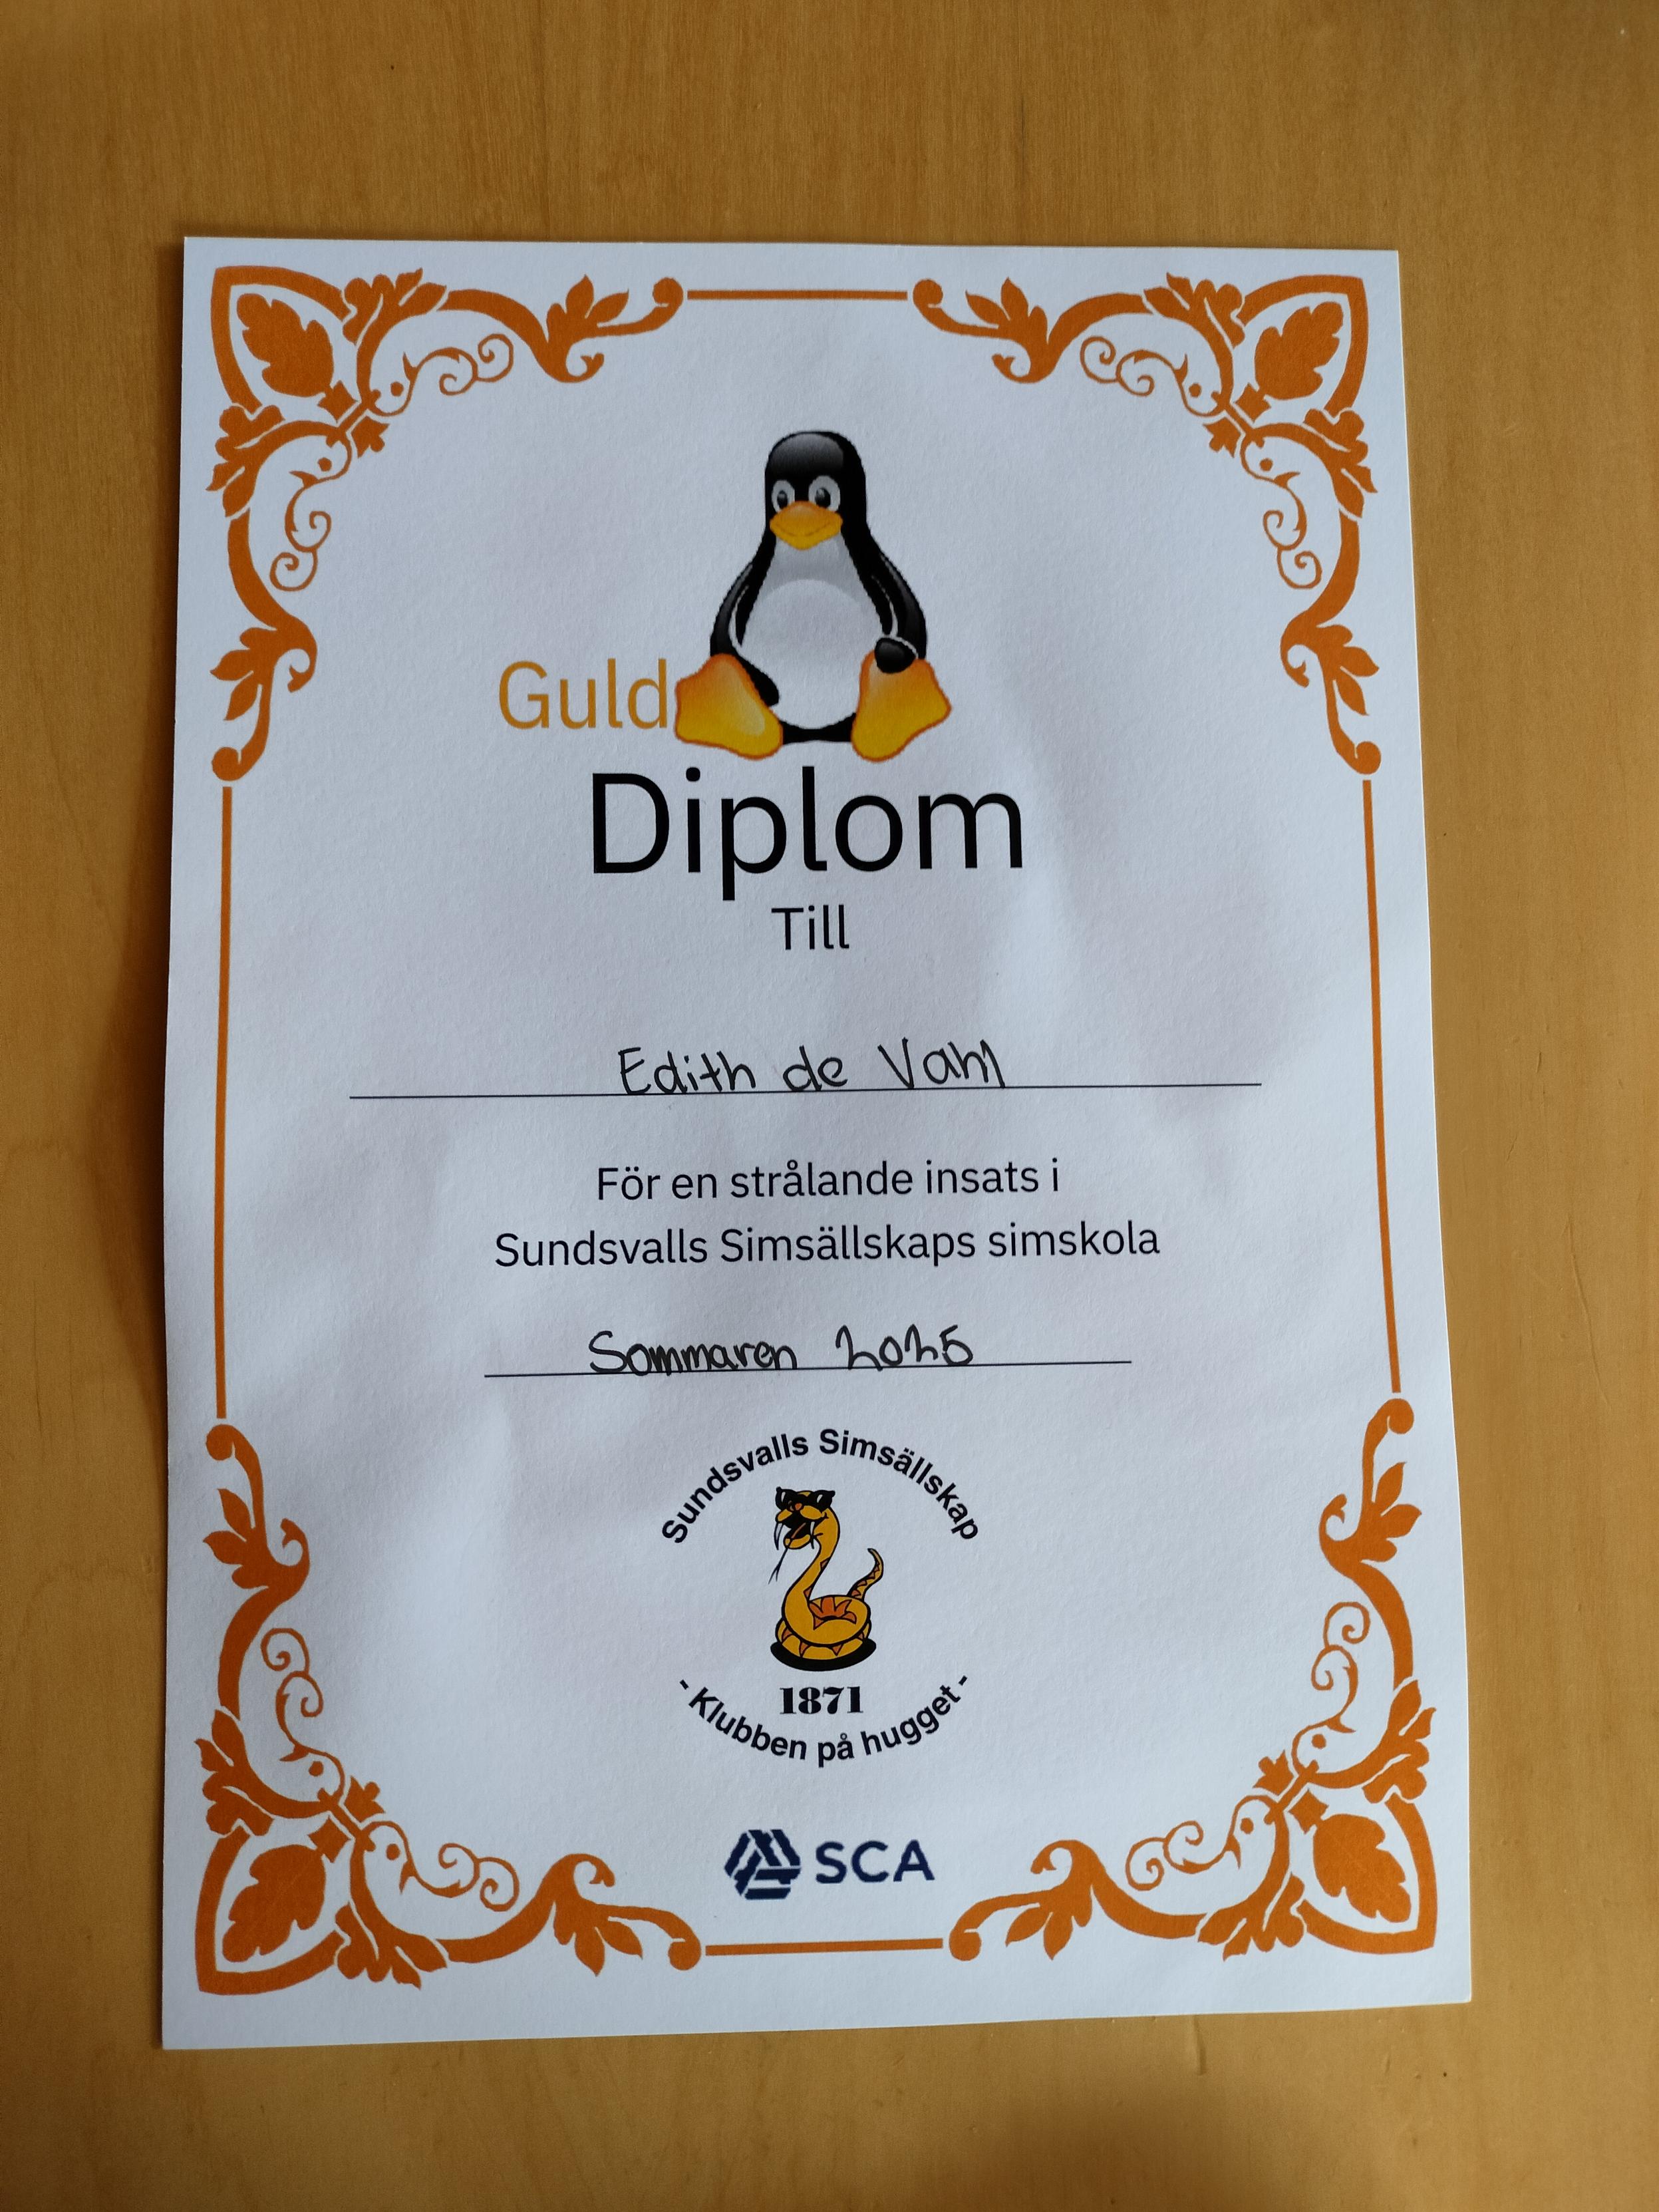 Guld
Diplom
Till
Edith de Vahl
För en strålande insats i
Sundsvalls Simsällskaps simskola
Sommaren 2025
Sundsvalls Simsällskap
1871
- Klubben på hugget -
SCA